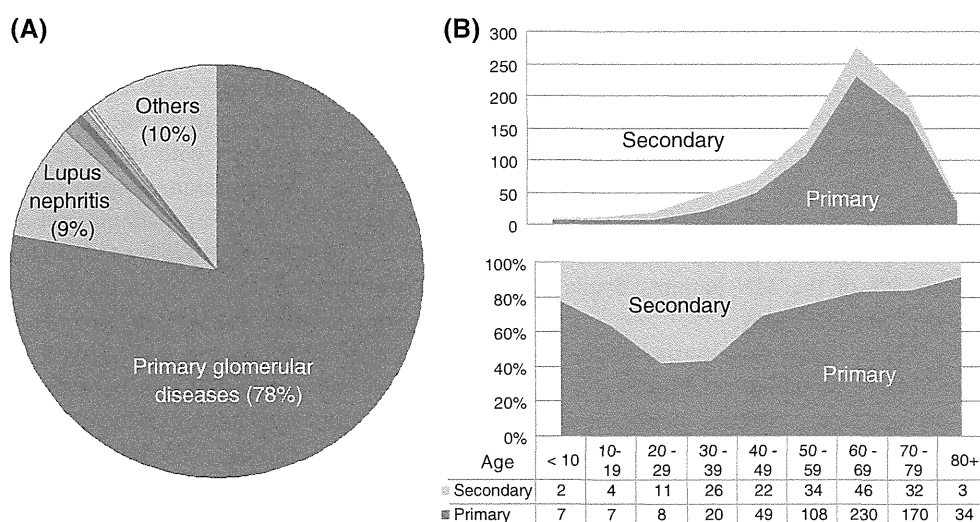 (A)
Others
(10%)
Lupus
nephritis
(9%)
Primary glomerular
diseases (78%)
(B)
300
250
200
150
100
50
0
Secondary
Primary
100%
80%
60%
40%
20%
0%
Secondary
Primary
Age < 10 10-19 20 - 29 30 - 39 40 - 49 50 - 59 60 - 69 70 - 79 80+
Secondary 2 4 11 26 22 34 46 32 3
Primary 7 7 8 20 49 108 230 170 34